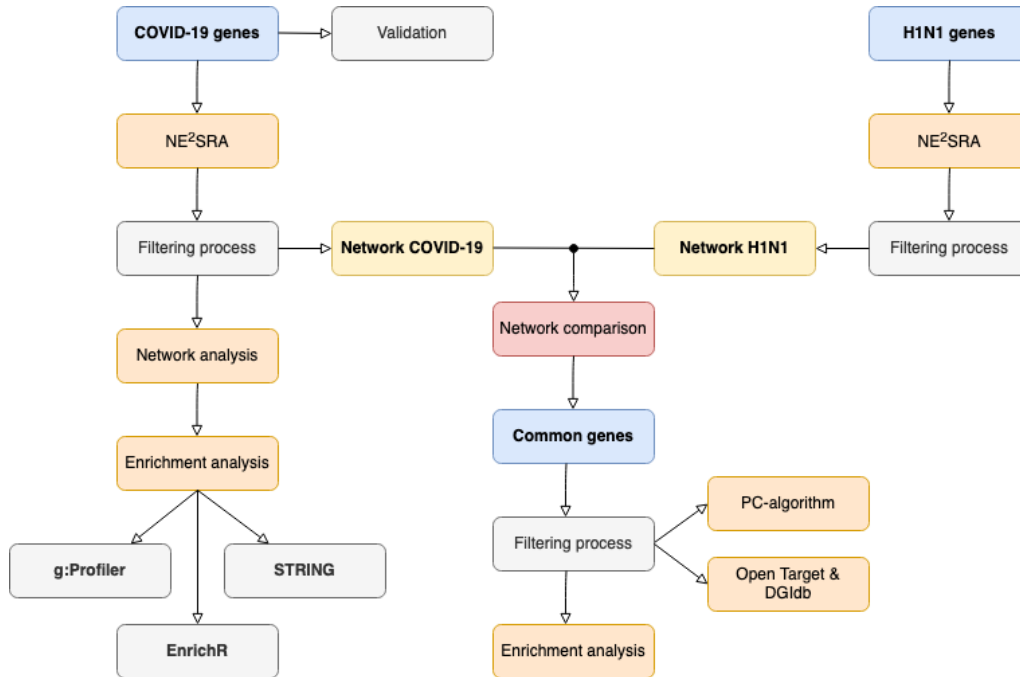 COVID-19 genes
Validation
H1N1 genes
NE²SRA
NE²SRA
Filtering process
Network COVID-19
Network H1N1
Filtering process
Network comparison
Network analysis
Common genes
Enrichment analysis
PC-algorithm
Filtering process
g:Profiler
STRING
Open Target &
DGIdb
EnrichR
Enrichment analysis